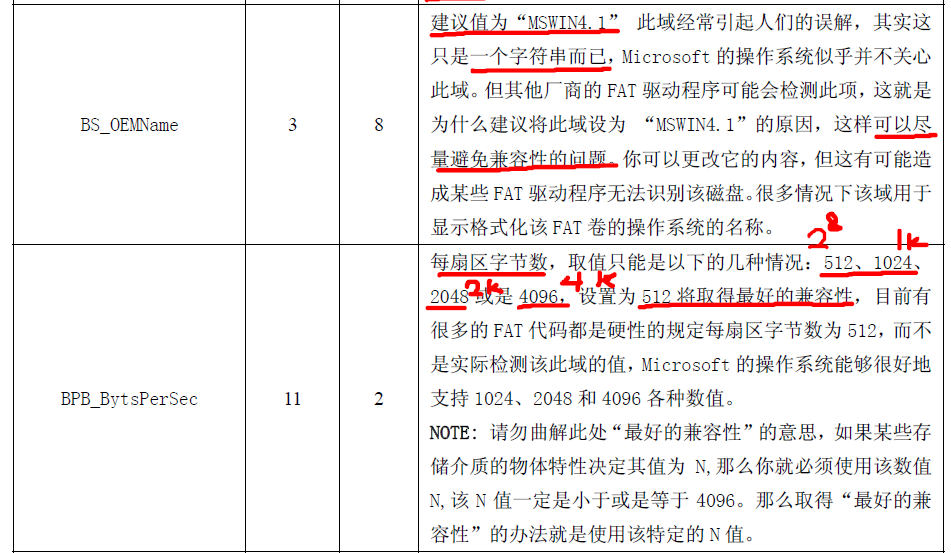 建议值为“MSWIN4.1” 此域经常引起人们的误解，其实这
只是一个字符串而已，Microsoft 的操作系统似乎并不关心
此域。但其他厂商的 FAT 驱动程序可能会检测此项，这就是
BS_OEMName 3 8 为什么建议将此域设为 “MSWIN4.1”的原因，这样可以尽
量避免兼容性的问题。你可以更改它的内容，但这有可能造
成某些 FAT 驱动程序无法识别该磁盘。很多情况下该域用于
显示格式化该 FAT 卷的操作系统的名称。
2^8 1k
每扇区字节数，取值只能是以下的几种情况：512、1024、
2k 4k
2048 或是 4096，设置为 512 将取得最好的兼容性，目前有
很多的 FAT 代码都是硬性的规定每扇区字节数为 512，而不
是实际检测该此域的值，Microsoft 的操作系统能够很好地
BPB_BytsPerSec 11 2 支持 1024、2048 和 4096 各种数值。
NOTE: 请勿曲解此处“最好的兼容性”的意思，如果某些存
储介质的物体特性决定其值为 N,那么你就必须使用该数值
N,该 N 值一定是小于或是等于 4096。那么取得“最好的兼
容性”的办法就是使用该特定的 N 值。